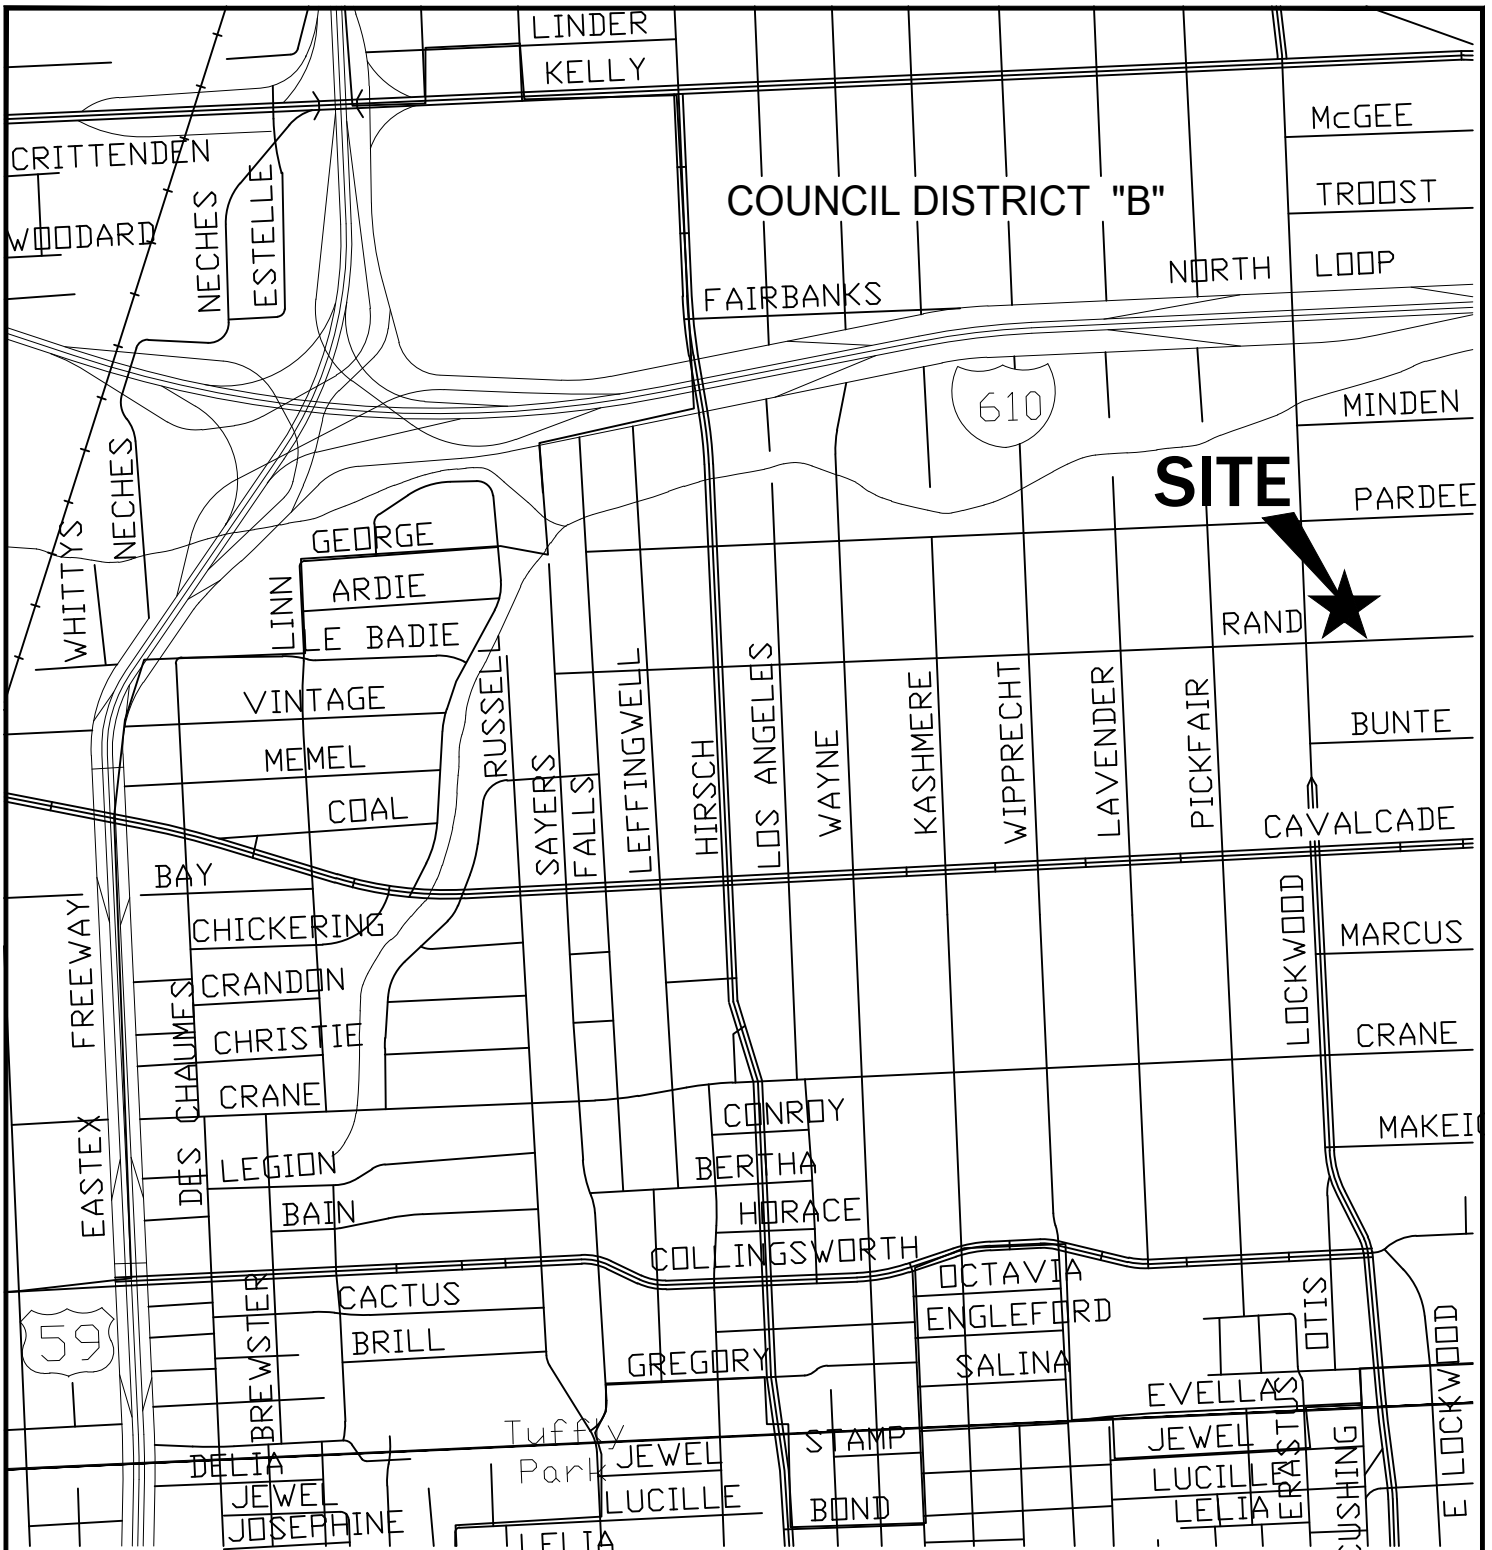 LINDER
KELLY
McGEE
CRITTENDEN
TROOST
COUNCIL DISTRICT "B"
NECHES
ESTELLE
WOODARD
NORTH LOOP
FAIRBANKS
610
MINDEN
SITE
PARDEE
NECHES
WHITTYS
GEORGE
ARDIE
LINN
LE BADIE
RAND
VINTAGE
RUSSELL
MEMEL
COAL
SAYERS
FALLS
LEFFINGWELL
HIRSCH
LOS ANGELES
WAYNE
KASHMERE
WIPPRECHT
LAVENDER
PICKFAIR
BUNTE
CAVALCADE
BAY
CHICKERING
LOCKWOOD
MARCUS
CRANDON
CHRISTIE
CRANE
CRANE
EASTEX FREEWAY
DES CHAUMES
CONROY
LEGION
BERTHA
BAIN
HORACE
COLLINGSWORTH
OCTAVIA
CACTUS
ENGLEFORD
59
BRILL
BREWSTER
GREGORY
SALINA
OTIS
EVELLA
ERASTUS
E LOCKWOOD
Tuffly
Park
STAMP
JEWEL
JEWEL
DELIA
JEWEL
LUCILLE
LUCILLE
BOND
LELIA
CUSHING
JOSEPHINE
LELIA